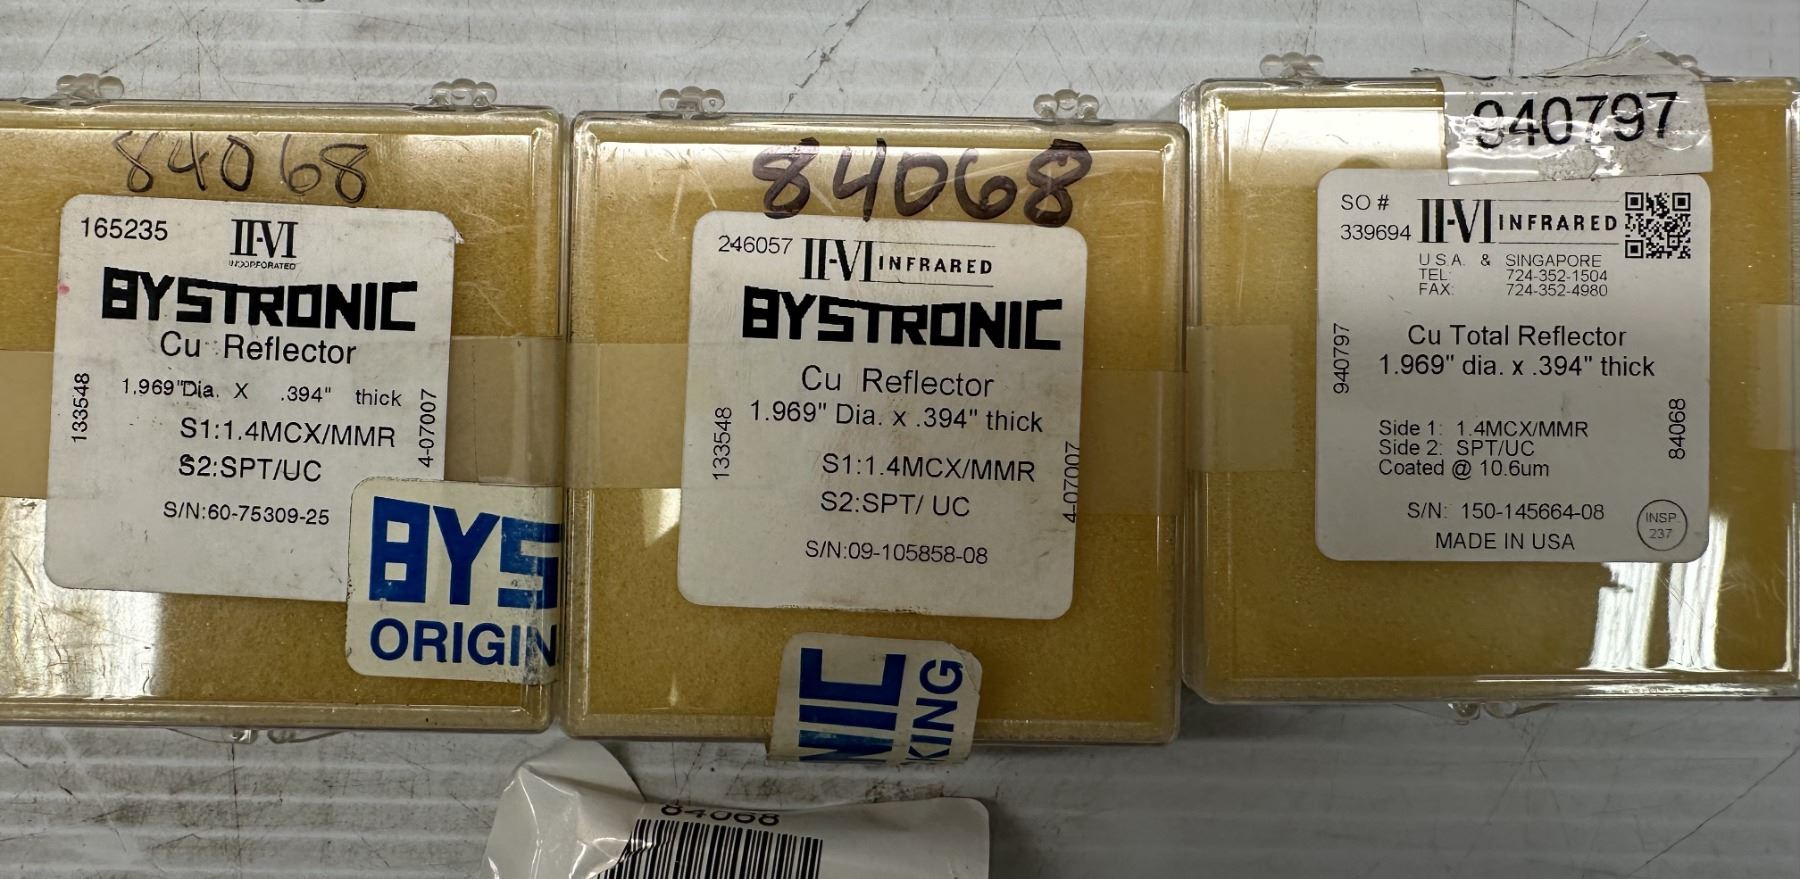 84068
165235
II-VI
INCORPORATED
BYSTRONIC
Cu Reflector
1.969"Dia. X .394" thick
S1:1.4MCX/MMR
S2:SPT/UC
S/N:60-75309-25
133548
4-07007
BYS
ORIGIN
84068
246057 II-VI INFRARED
BYSTRONIC
Cu Reflector
1.969" Dia. x .394" thick
S1:1.4MCX/MMR
S2:SPT/ UC
S/N:09-105858-08
133548
4-07007
NIC
KING
940797
SO #
339694
II-VI INFRARED
USA. & SINGAPORE
TEL: 724-352-1504
FAX: 724-352-4980
Cu Total Reflector
1.969" dia. x .394" thick
Side 1: 1.4MCX/MMR
Side 2: SPT/UC
Coated @ 10.6um
S/N: 150-145664-08
MADE IN USA
INSP.
237
940797
84068
84068